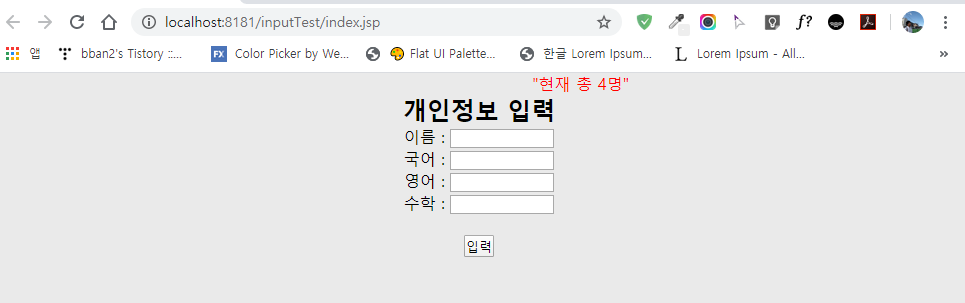 localhost:8181/inputTest/index.jsp
f?
앱 bban2's Tistory ::... FX Color Picker by We... Flat UI Palette... 한글 Lorem Ipsum... L Lorem Ipsum - All... »
"현재 총 4명"
개인정보 입력
이름 :
국어 :
영어 :
수학 :
입력